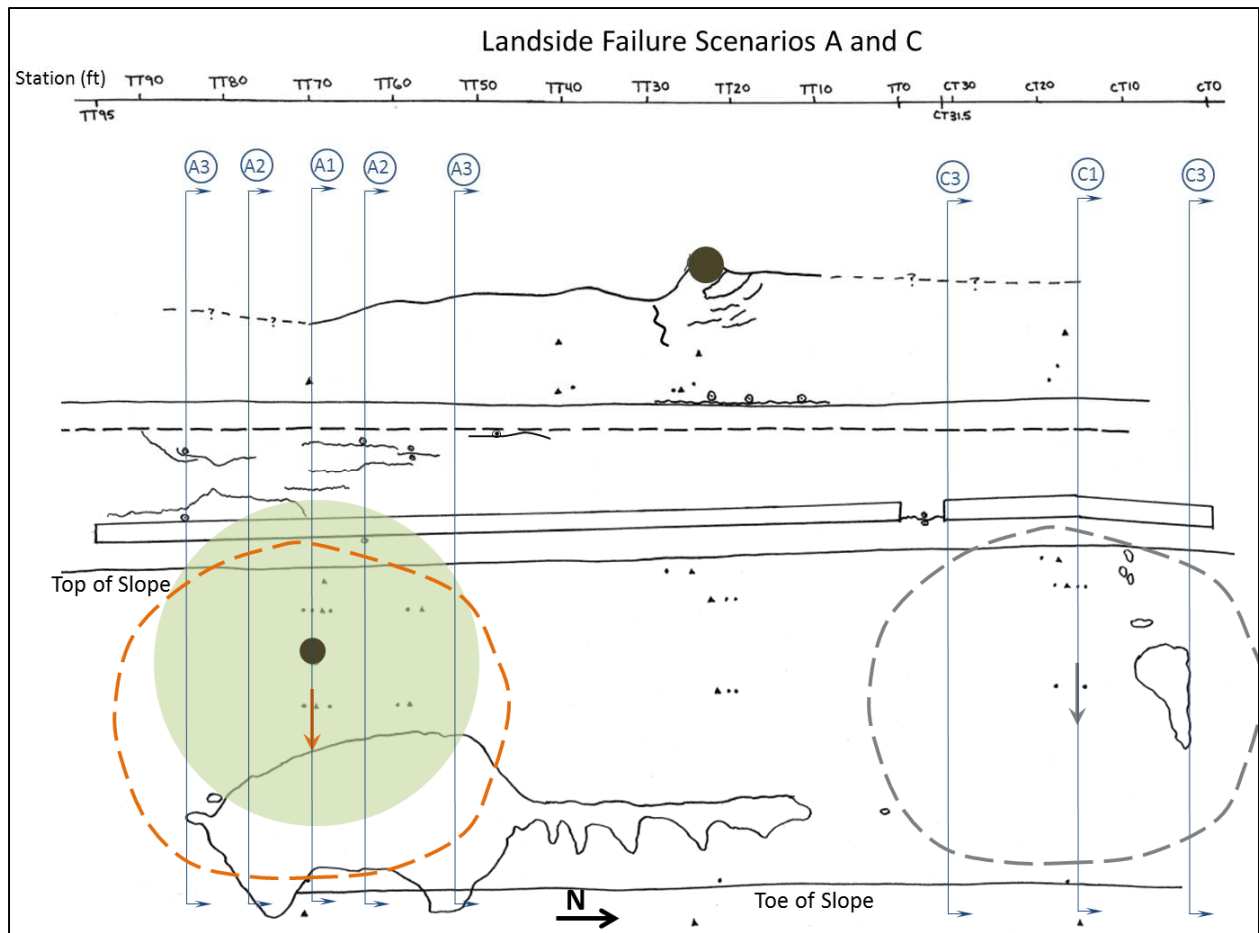 Landside Failure Scenarios A and C
Station (ft) TT90 TT80 TT70 TT60 TT50 TT40 TT30 TT20 TT10 TT0 CT30 CT20 CT10 CT0
TT95 CT31.5
A3 A2 A1 A2 A3 C3 C1 C3
? ?
? ?
Top of Slope
Toe of Slope
N